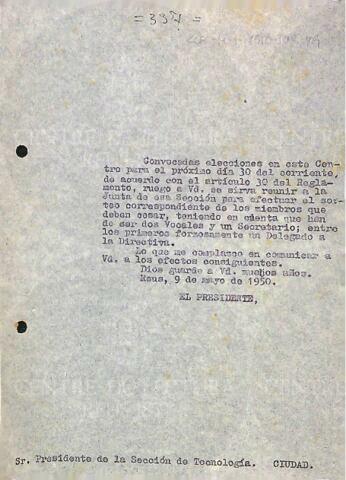 = 337 =
Convocadas elecciones en este Cen-
tro para el próximo día 30 del corriente,
de acuerdo con el artículo 30 del Regla-
mento, ruego a Vd. se sirva reunir a la
Junta de esa Sección para efectuar el sor-
teo correspondiente de los miembros que
deben cesar, teniendo en cuenta que han
de ser dos Vocales y un Secretario; entre
los primeros forzosamente un Delegado a
la Directiva.
Lo que me complazco en comunicar a
Vd. a los efectos consiguientes.
Dios guarde a Vd. muchos años.
Reus, 9 de mayo de 1950.
EL PRESIDENTE,
Sr. Presidente de la Sección de Tecnología. CIUDAD.